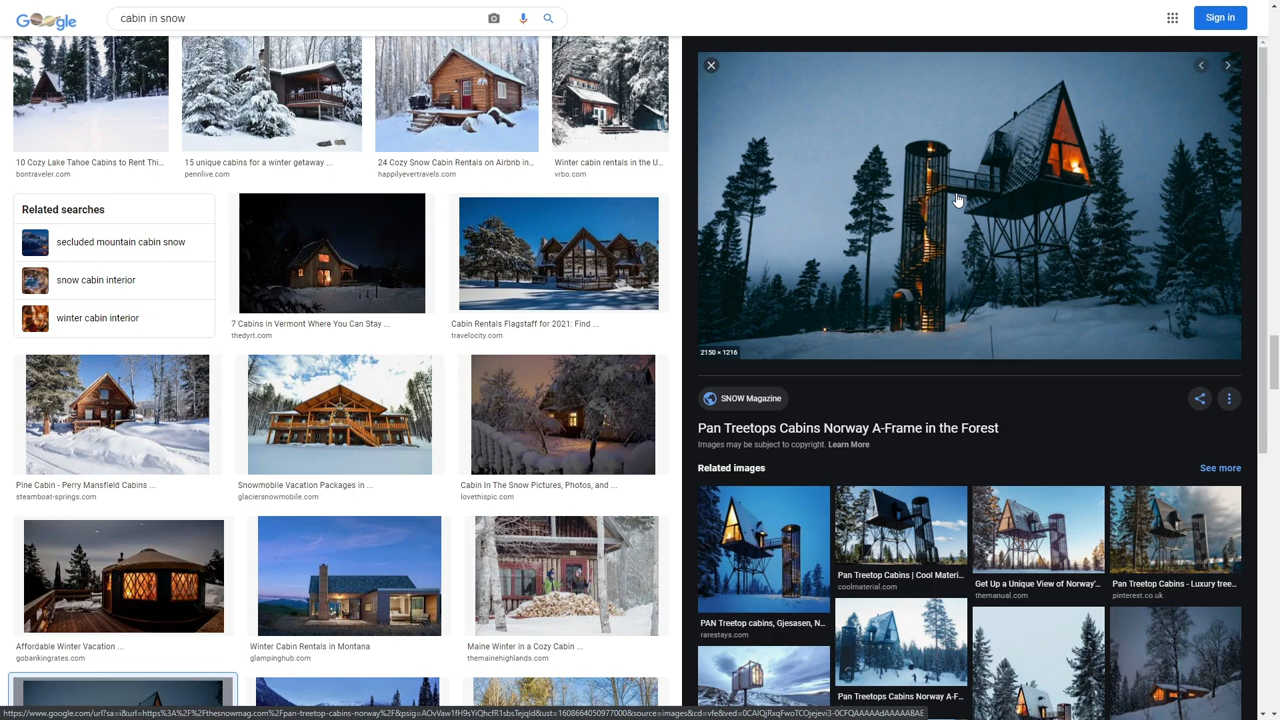 Google
cabin in snow
Sign in
10 Cozy Lake Tahoe Cabins to Rent Thi...
bontraveler.com
15 unique cabins for a winter getaway ...
pennlive.com
24 Cozy Snow Cabin Rentals on Airbnb in...
happilyevertravels.com
Winter cabin rentals in the U...
vrbo.com
Related searches
secluded mountain cabin snow
snow cabin interior
winter cabin interior
7 Cabins in Vermont Where You Can Stay ...
thedyrt.com
Cabin Rentals Flagstaff for 2021: Find ...
travelocity.com
Pine Cabin - Perry Mansfield Cabins ...
steamboat-springs.com
Snowmobile Vacation Packages in ...
glaciersnowmobile.com
Cabin In The Snow Pictures, Photos, and ...
lovethispic.com
Affordable Winter Vacation ...
gobankingrates.com
Winter Cabin Rentals in Montana
glampinghub.com
Maine Winter in a Cozy Cabin ...
themainehighlands.com
2150 × 1216
SNOW Magazine
Pan Treetops Cabins Norway A-Frame in the Forest
Images may be subject to copyright. Learn More
Related images
See more
PAN Treetop cabins, Gjesasen, N...
rarestays.com
Pan Treetop Cabins | Cool Materi...
coolmaterial.com
Get Up a Unique View of Norway'...
themanual.com
Pan Treetop Cabins - Luxury tree...
pinterest.co.uk
Pan Treetops Cabins Norway A-F...